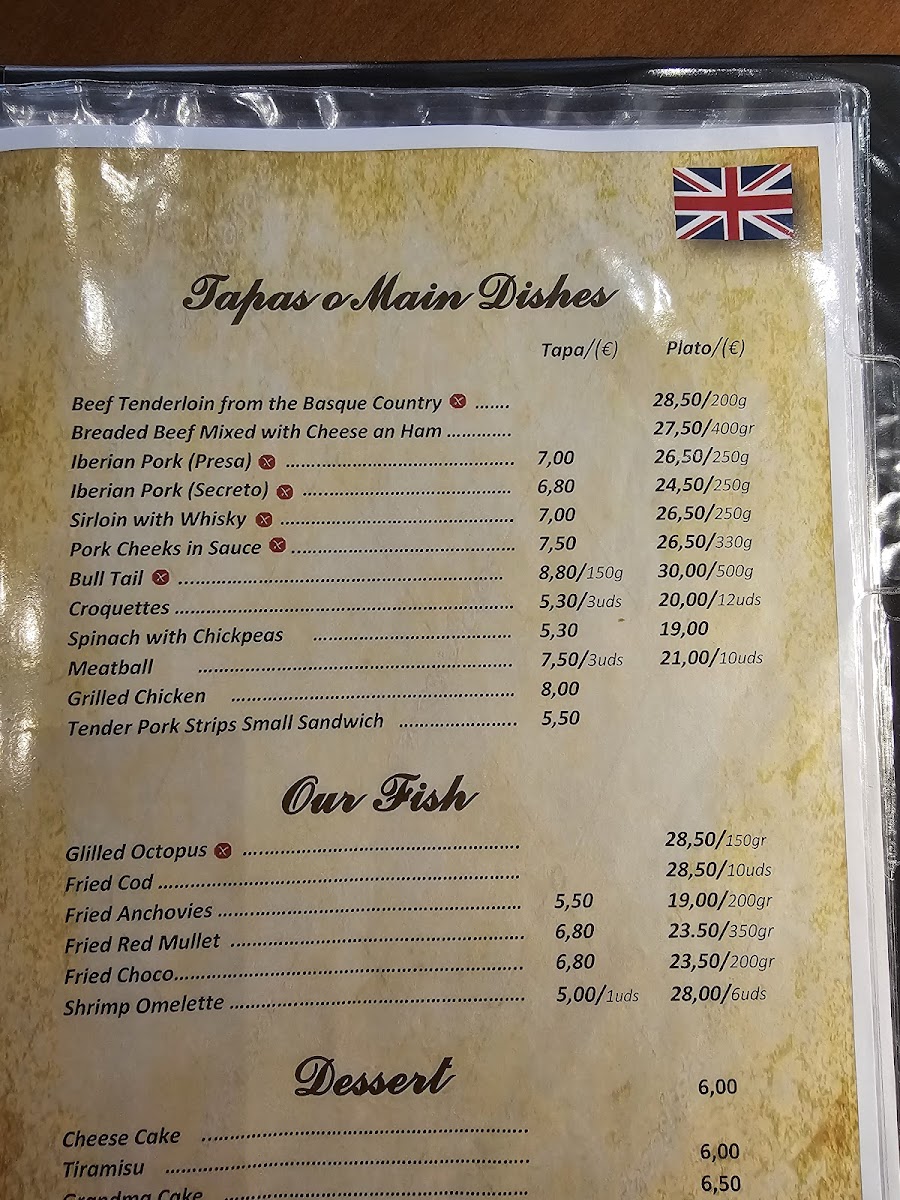 Tapas o Main Dishes
Tapa/(€) Plato/(€)
Beef Tenderloin from the Basque Country ....... 28,50/200g
Breaded Beef Mixed with Cheese an Ham ............. 27,50/400gr
Iberian Pork (Presa) ............................................. 7,00 26,50/250g
Iberian Pork (Secreto) ......................................... 6,80 24,50/250g
Sirloin with Whisky .............................................. 7,00 26,50/250g
Pork Cheeks in Sauce ............................................ 7,50 26,50/330g
Bull Tail ................................................................ 8,80/150g 30,00/500g
Croquettes ................................................................ 5,30/3uds 20,00/12uds
Spinach with Chickpeas ...................................... 5,30 19,00
Meatball ............................................................ 7,50/3uds 21,00/10uds
Grilled Chicken ...................................................... 8,00
Tender Pork Strips Small Sandwich ....................... 5,50
Our Fish
Glilled Octopus ..................................................... 28,50/150gr
Fried Cod .................................................................... 28,50/10uds
Fried Anchovies .......................................................... 5,50 19,00/200gr
Fried Red Mullet ........................................................ 6,80 23.50/350gr
Fried Choco.................................................................. 6,80 23,50/200gr
Shrimp Omelette ........................................................ 5,00/1uds 28,00/6uds
Dessert
6,00
Cheese Cake ..............................................................
Tiramisu ..................................................................... 6,00
Grandma Cake ......................................................... 6,50